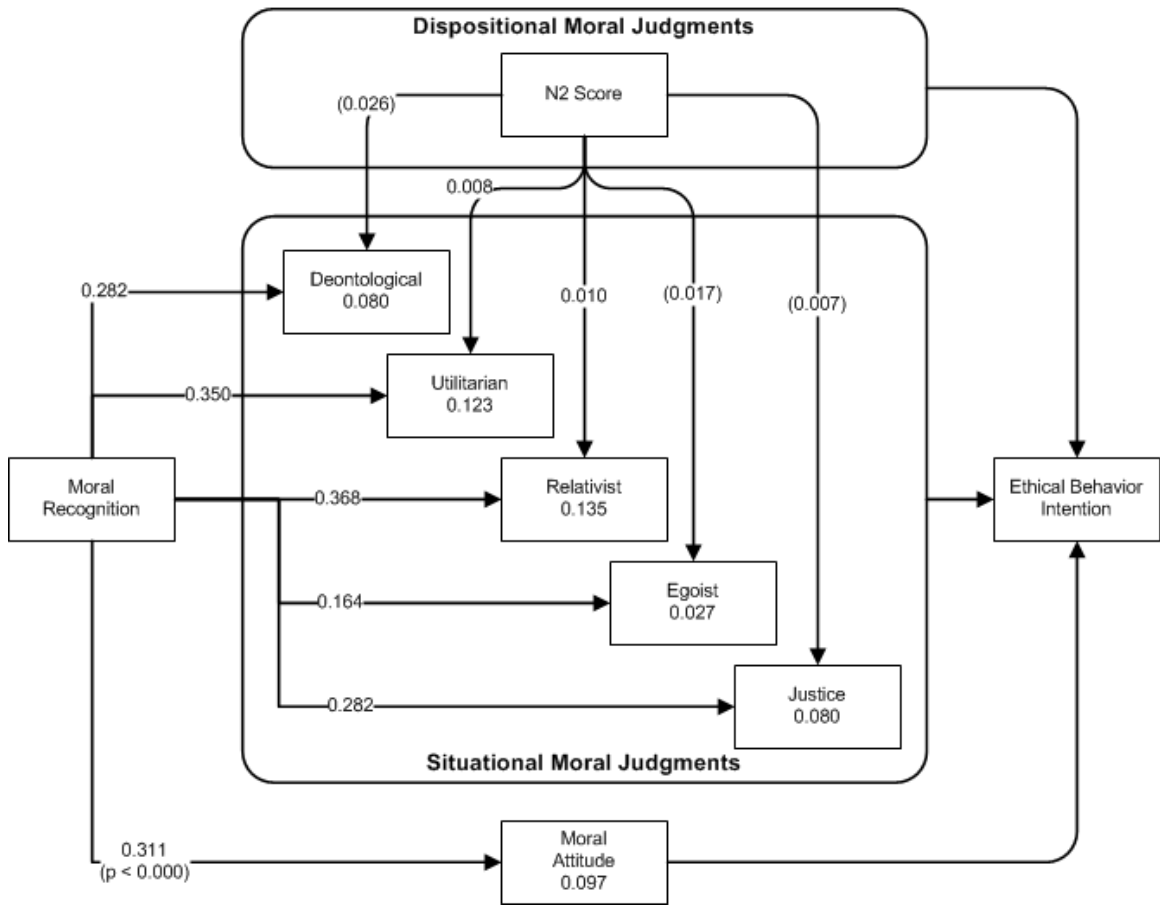 Dispositional Moral Judgments
N2 Score
(0.026)
0.008
0.010
(0.017)
(0.007)
Deontological
0.080
0.282
Utilitarian
0.123
0.350
Moral
Recognition
0.368
Relativist
0.135
Ethical Behavior
Intention
0.164
Egoist
0.027
0.282
Justice
0.080
Situational Moral Judgments
0.311
(p < 0.000)
Moral
Attitude
0.097